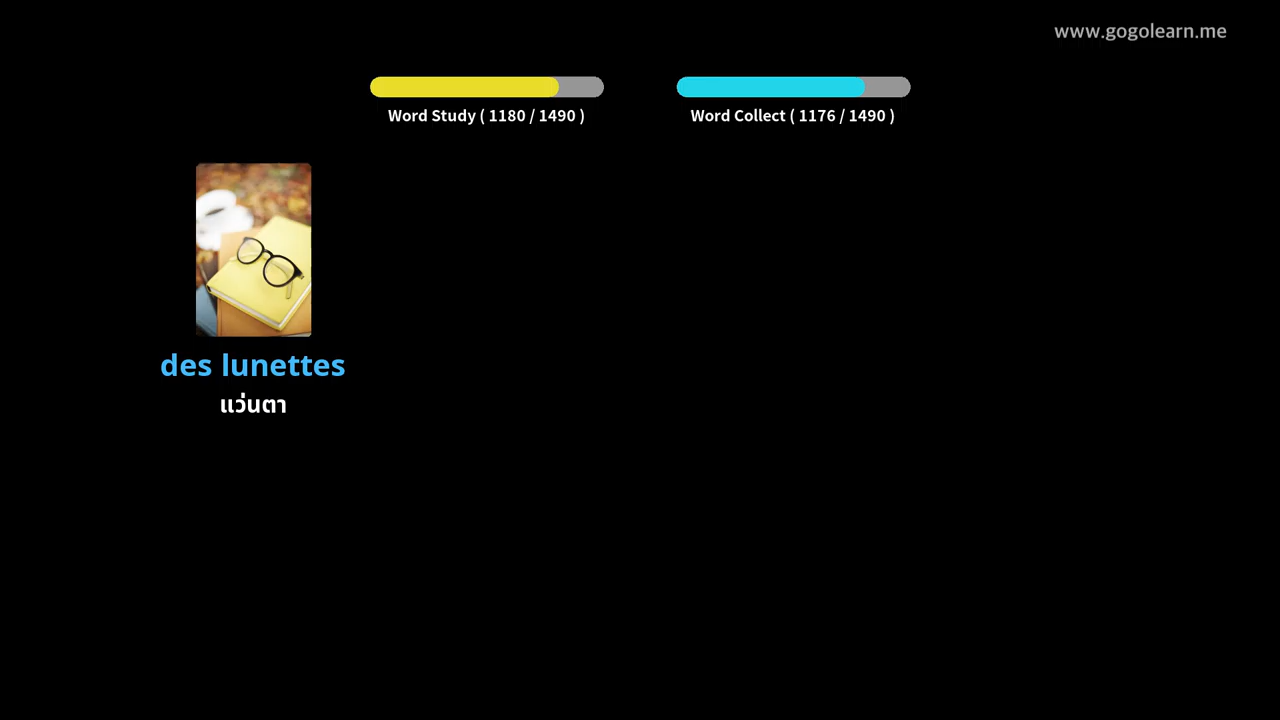 www.gogolearn.me
Word Study ( 1180 / 1490 )
Word Collect ( 1176 / 1490 )
des lunettes
แว่นตา